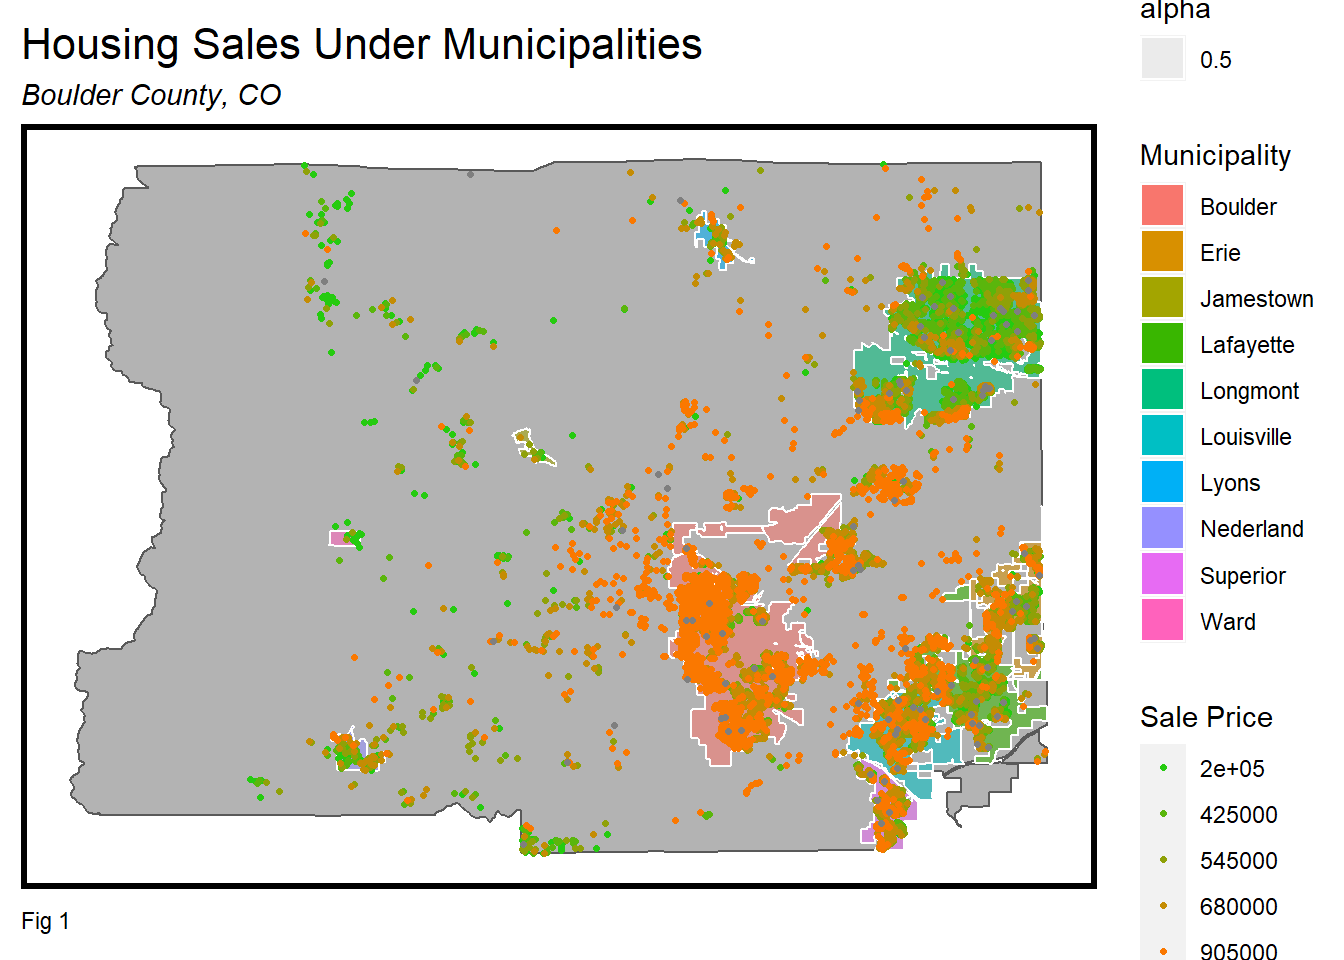 Housing Sales Under Municipalities
Boulder County, CO
Fig 1
alpha
0.5
Municipality
Boulder
Erie
Jamestown
Lafayette
Longmont
Louisville
Lyons
Nederland
Superior
Ward
Sale Price
2e+05
425000
545000
680000
905000